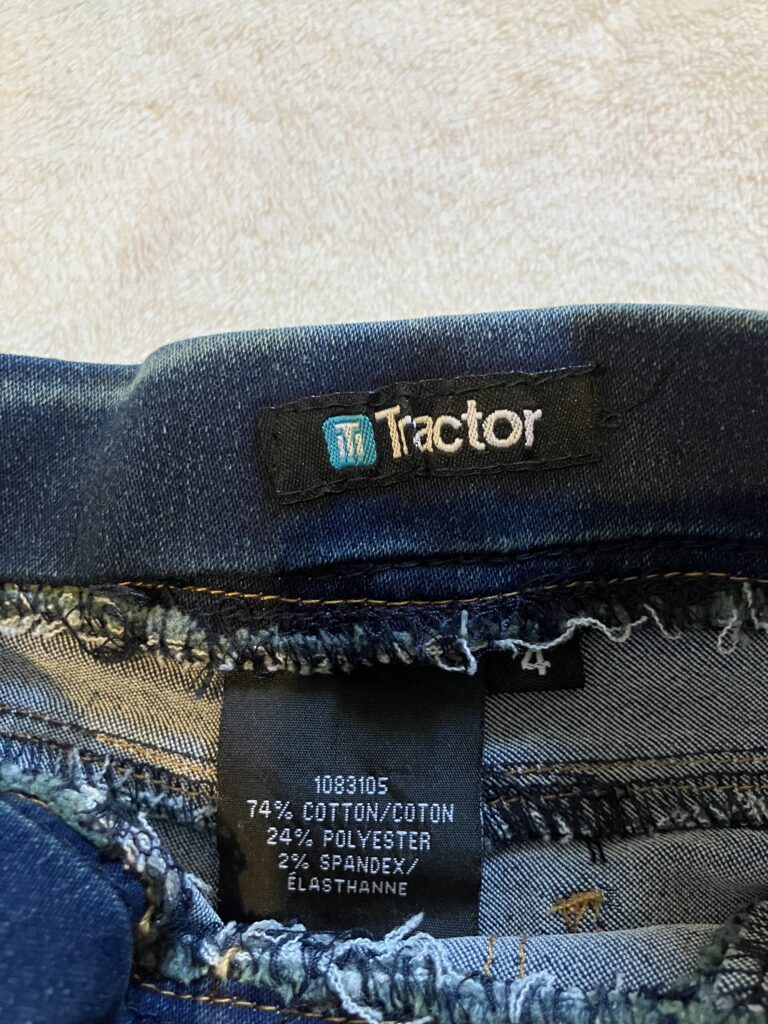 Tractor
4
1083105
74% COTTON/COTON
24% POLYESTER
2% SPANDEX/
ÉLASTHANNE